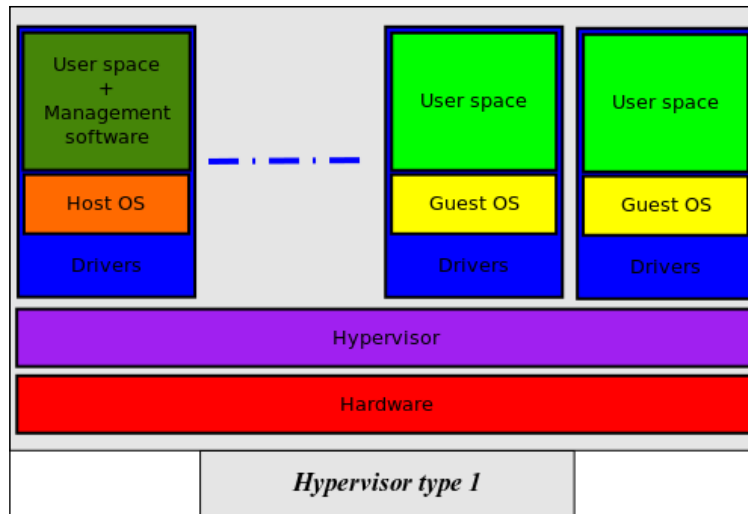 User space
+
Management
software
Host OS
Drivers
User space
Guest OS
Drivers
User space
Guest OS
Drivers
Hypervisor
Hardware
Hypervisor type 1